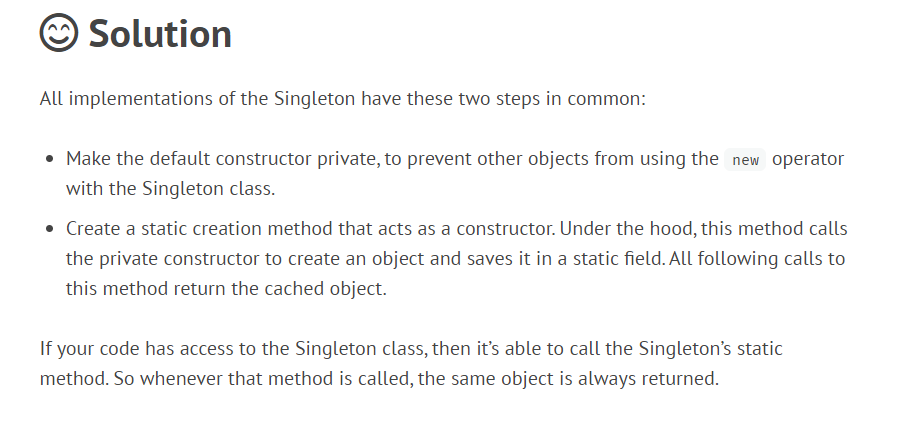 Solution
All implementations of the Singleton have these two steps in common:
• Make the default constructor private, to prevent other objects from using the new operator
with the Singleton class.
• Create a static creation method that acts as a constructor. Under the hood, this method calls
the private constructor to create an object and saves it in a static field. All following calls to
this method return the cached object.
If your code has access to the Singleton class, then it’s able to call the Singleton’s static
method. So whenever that method is called, the same object is always returned.